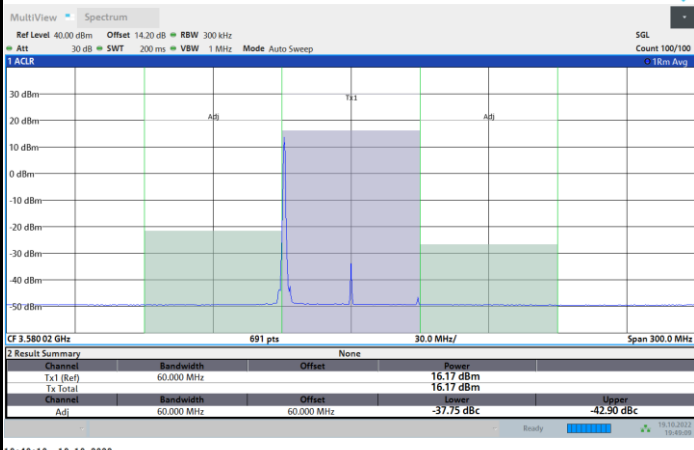 MultiView Spectrum
Ref Level 40.00 dBm Offset 14.20 dB RBW 300 kHz SGL
Att 30 dB SWT 200 ms VBW 1 MHz Mode Auto Sweep Count 100/100
1 ACLR 1Rm Avg
30 dBm
Tx1
20 dBm Adj Adj
10 dBm
0 dBm
-10 dBm
-20 dBm
-30 dBm
-40 dBm
-50 dBm
CF 3.580 02 GHz 691 pts 30.0 MHz/ Span 300.0 MHz
2 Result Summary None
Channel Bandwidth Offset Power
Tx1 (Ref) 60.000 MHz 16.17 dBm
Tx Total 16.17 dBm
Channel Bandwidth Offset Lower Upper
Adj 60.000 MHz 60.000 MHz -37.75 dBc -42.90 dBc
Ready 19.10.2022
19:49:09